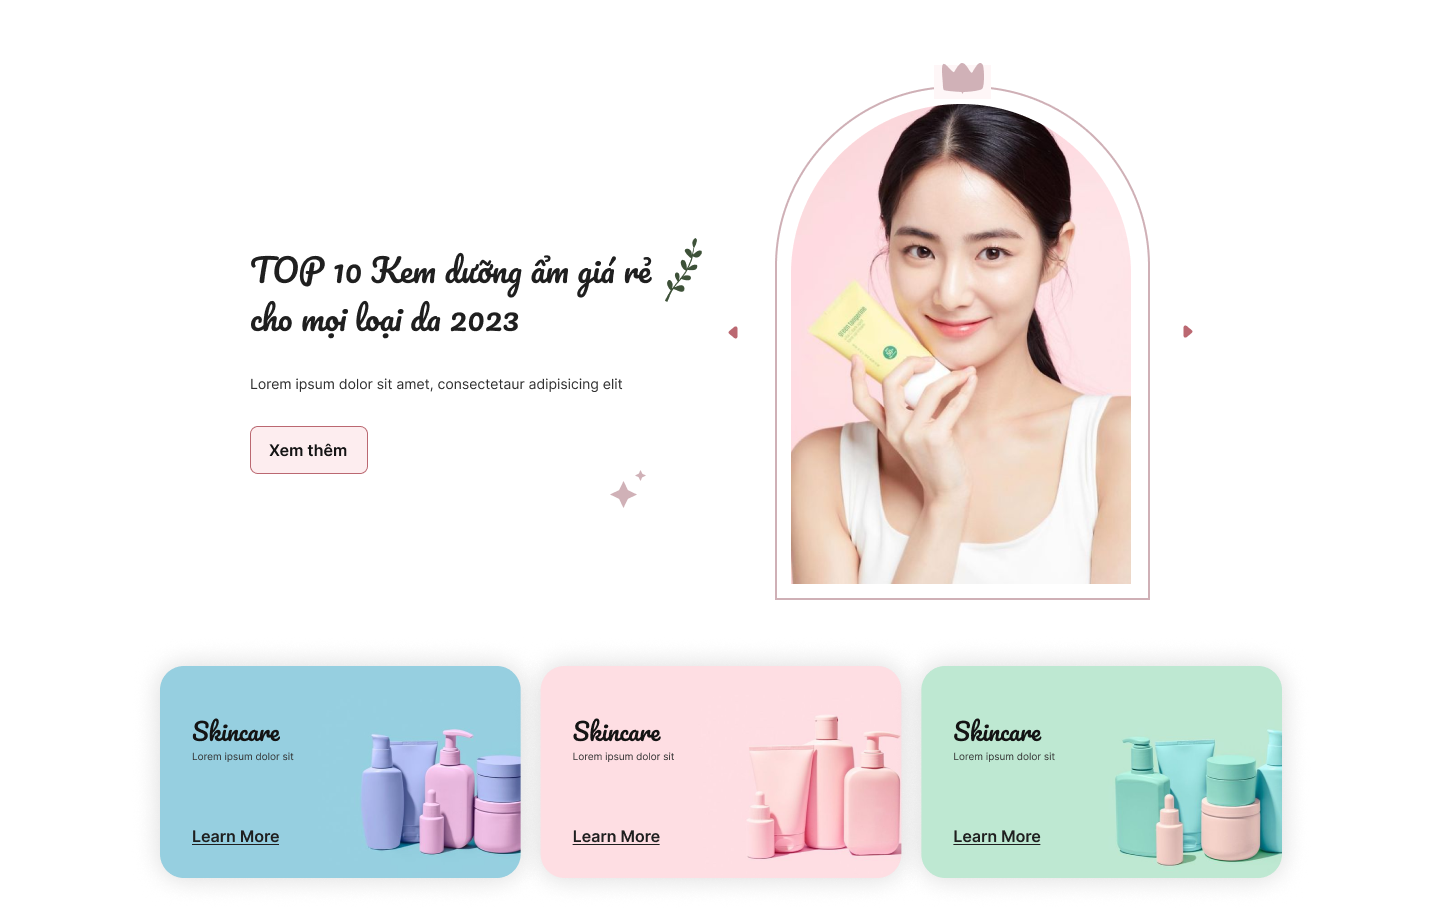 TOP 10 Kem dưỡng ẩm giá rẻ
cho mọi loại da 2023
Lorem ipsum dolor sit amet, consectetaur adipisicing elit
Xem thêm
green tangerine
Skincare
Lorem ipsum dolor sit
Learn More
Skincare
Lorem ipsum dolor sit
Learn More
Skincare
Lorem ipsum dolor sit
Learn More